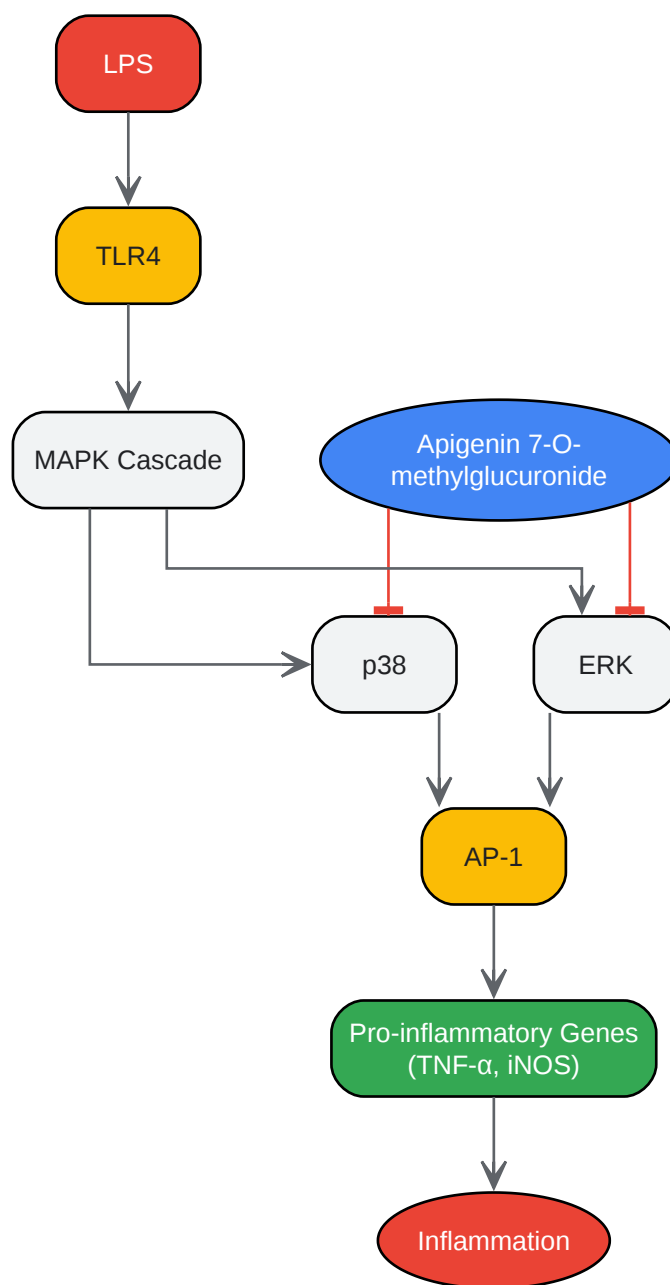 LPS
TLR4
MAPK Cascade
Apigenin 7-O-
methylglucuronide
p38
ERK
AP-1
Pro-inflammatory Genes
(TNF-α, iNOS)
Inflammation